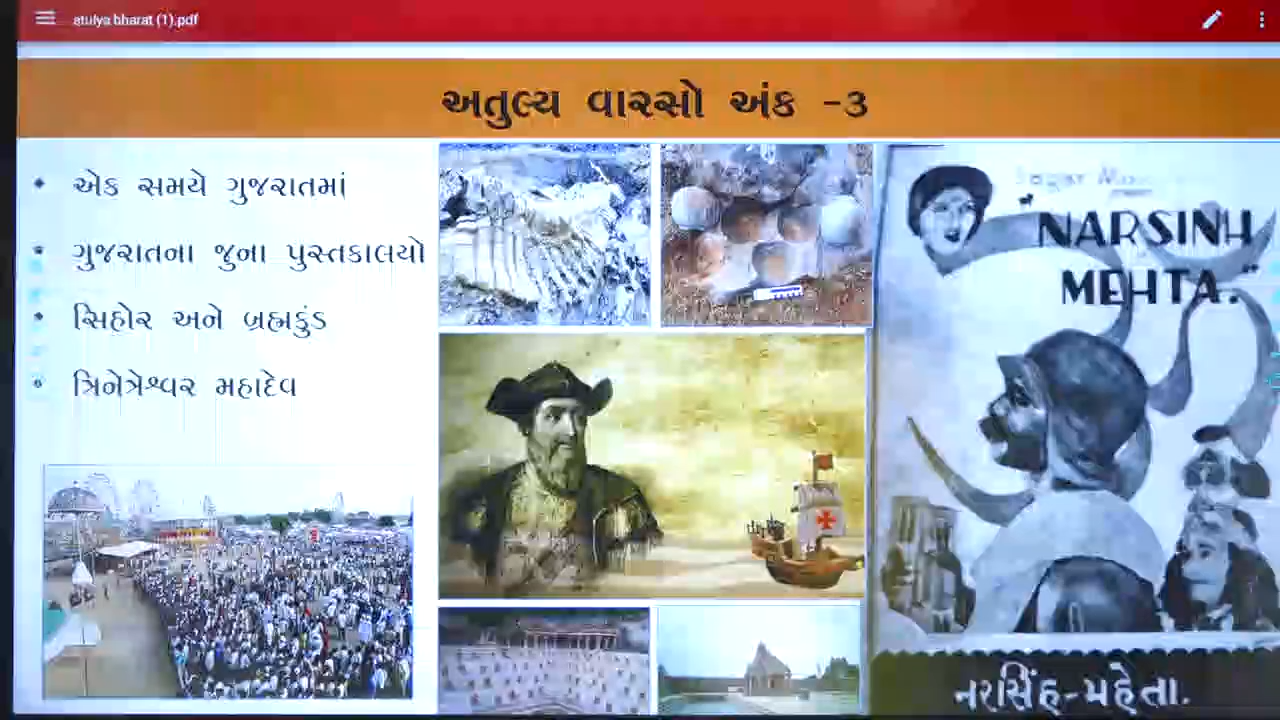 atulya bharat (1).pdf
અતુલ્ય વારસો અંક -૩
એક સમયે ગુજરાતમાં
ગુજરાતના જુના પુસ્તકાલયો
સિહોર અને બ્રહ્મકુંડ
ત્રિનેત્રેશ્વર મહાદેવ
"NARSINH
MEHTA."
નરસિંહ-મહેતા.